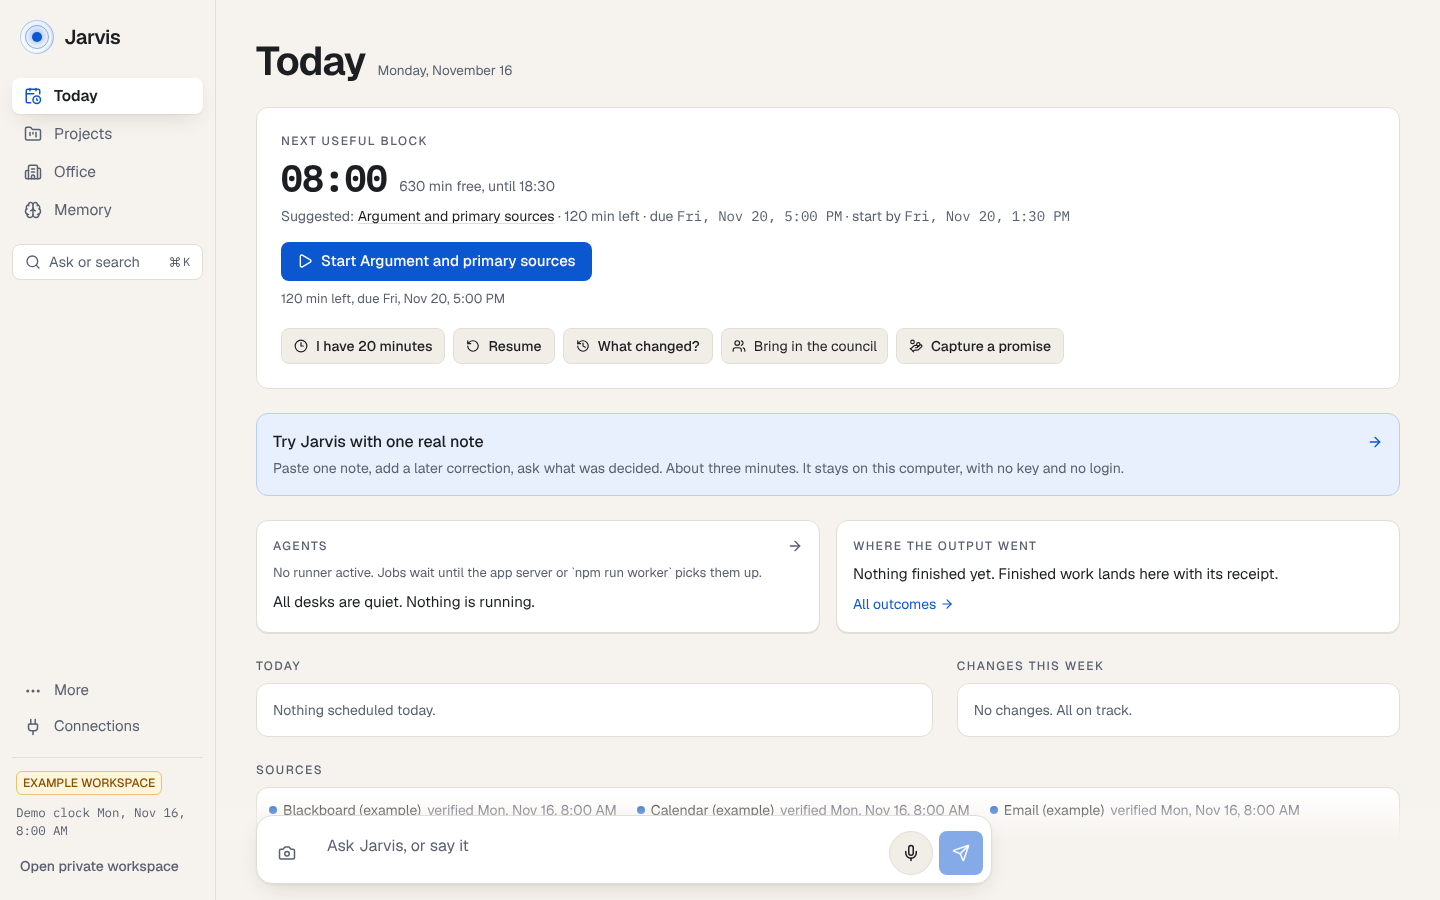 Jarvis
Today
Projects
Office
Memory
Ask or search ⌘ K
More
Connections
EXAMPLE WORKSPACE
Demo clock Mon, Nov 16,
8:00 AM
Open private workspace
Today Monday, November 16
NEXT USEFUL BLOCK
08:00 630 min free, until 18:30
Suggested: Argument and primary sources · 120 min left · due Fri, Nov 20, 5:00 PM · start by Fri, Nov 20, 1:30 PM
Start Argument and primary sources
120 min left, due Fri, Nov 20, 5:00 PM
I have 20 minutes Resume What changed? Bring in the council Capture a promise
Try Jarvis with one real note
Paste one note, add a later correction, ask what was decided. About three minutes. It stays on this computer, with no key and no login.
AGENTS
No runner active. Jobs wait until the app server or `npm run worker` picks them up.
All desks are quiet. Nothing is running.
WHERE THE OUTPUT WENT
Nothing finished yet. Finished work lands here with its receipt.
All outcomes
TODAY
Nothing scheduled today.
CHANGES THIS WEEK
No changes. All on track.
SOURCES
Blackboard (example) verified Mon, Nov 16, 8:00 AM Calendar (example) verified Mon, Nov 16, 8:00 AM Email (example) verified Mon, Nov 16, 8:00 AM
Ask Jarvis, or say it